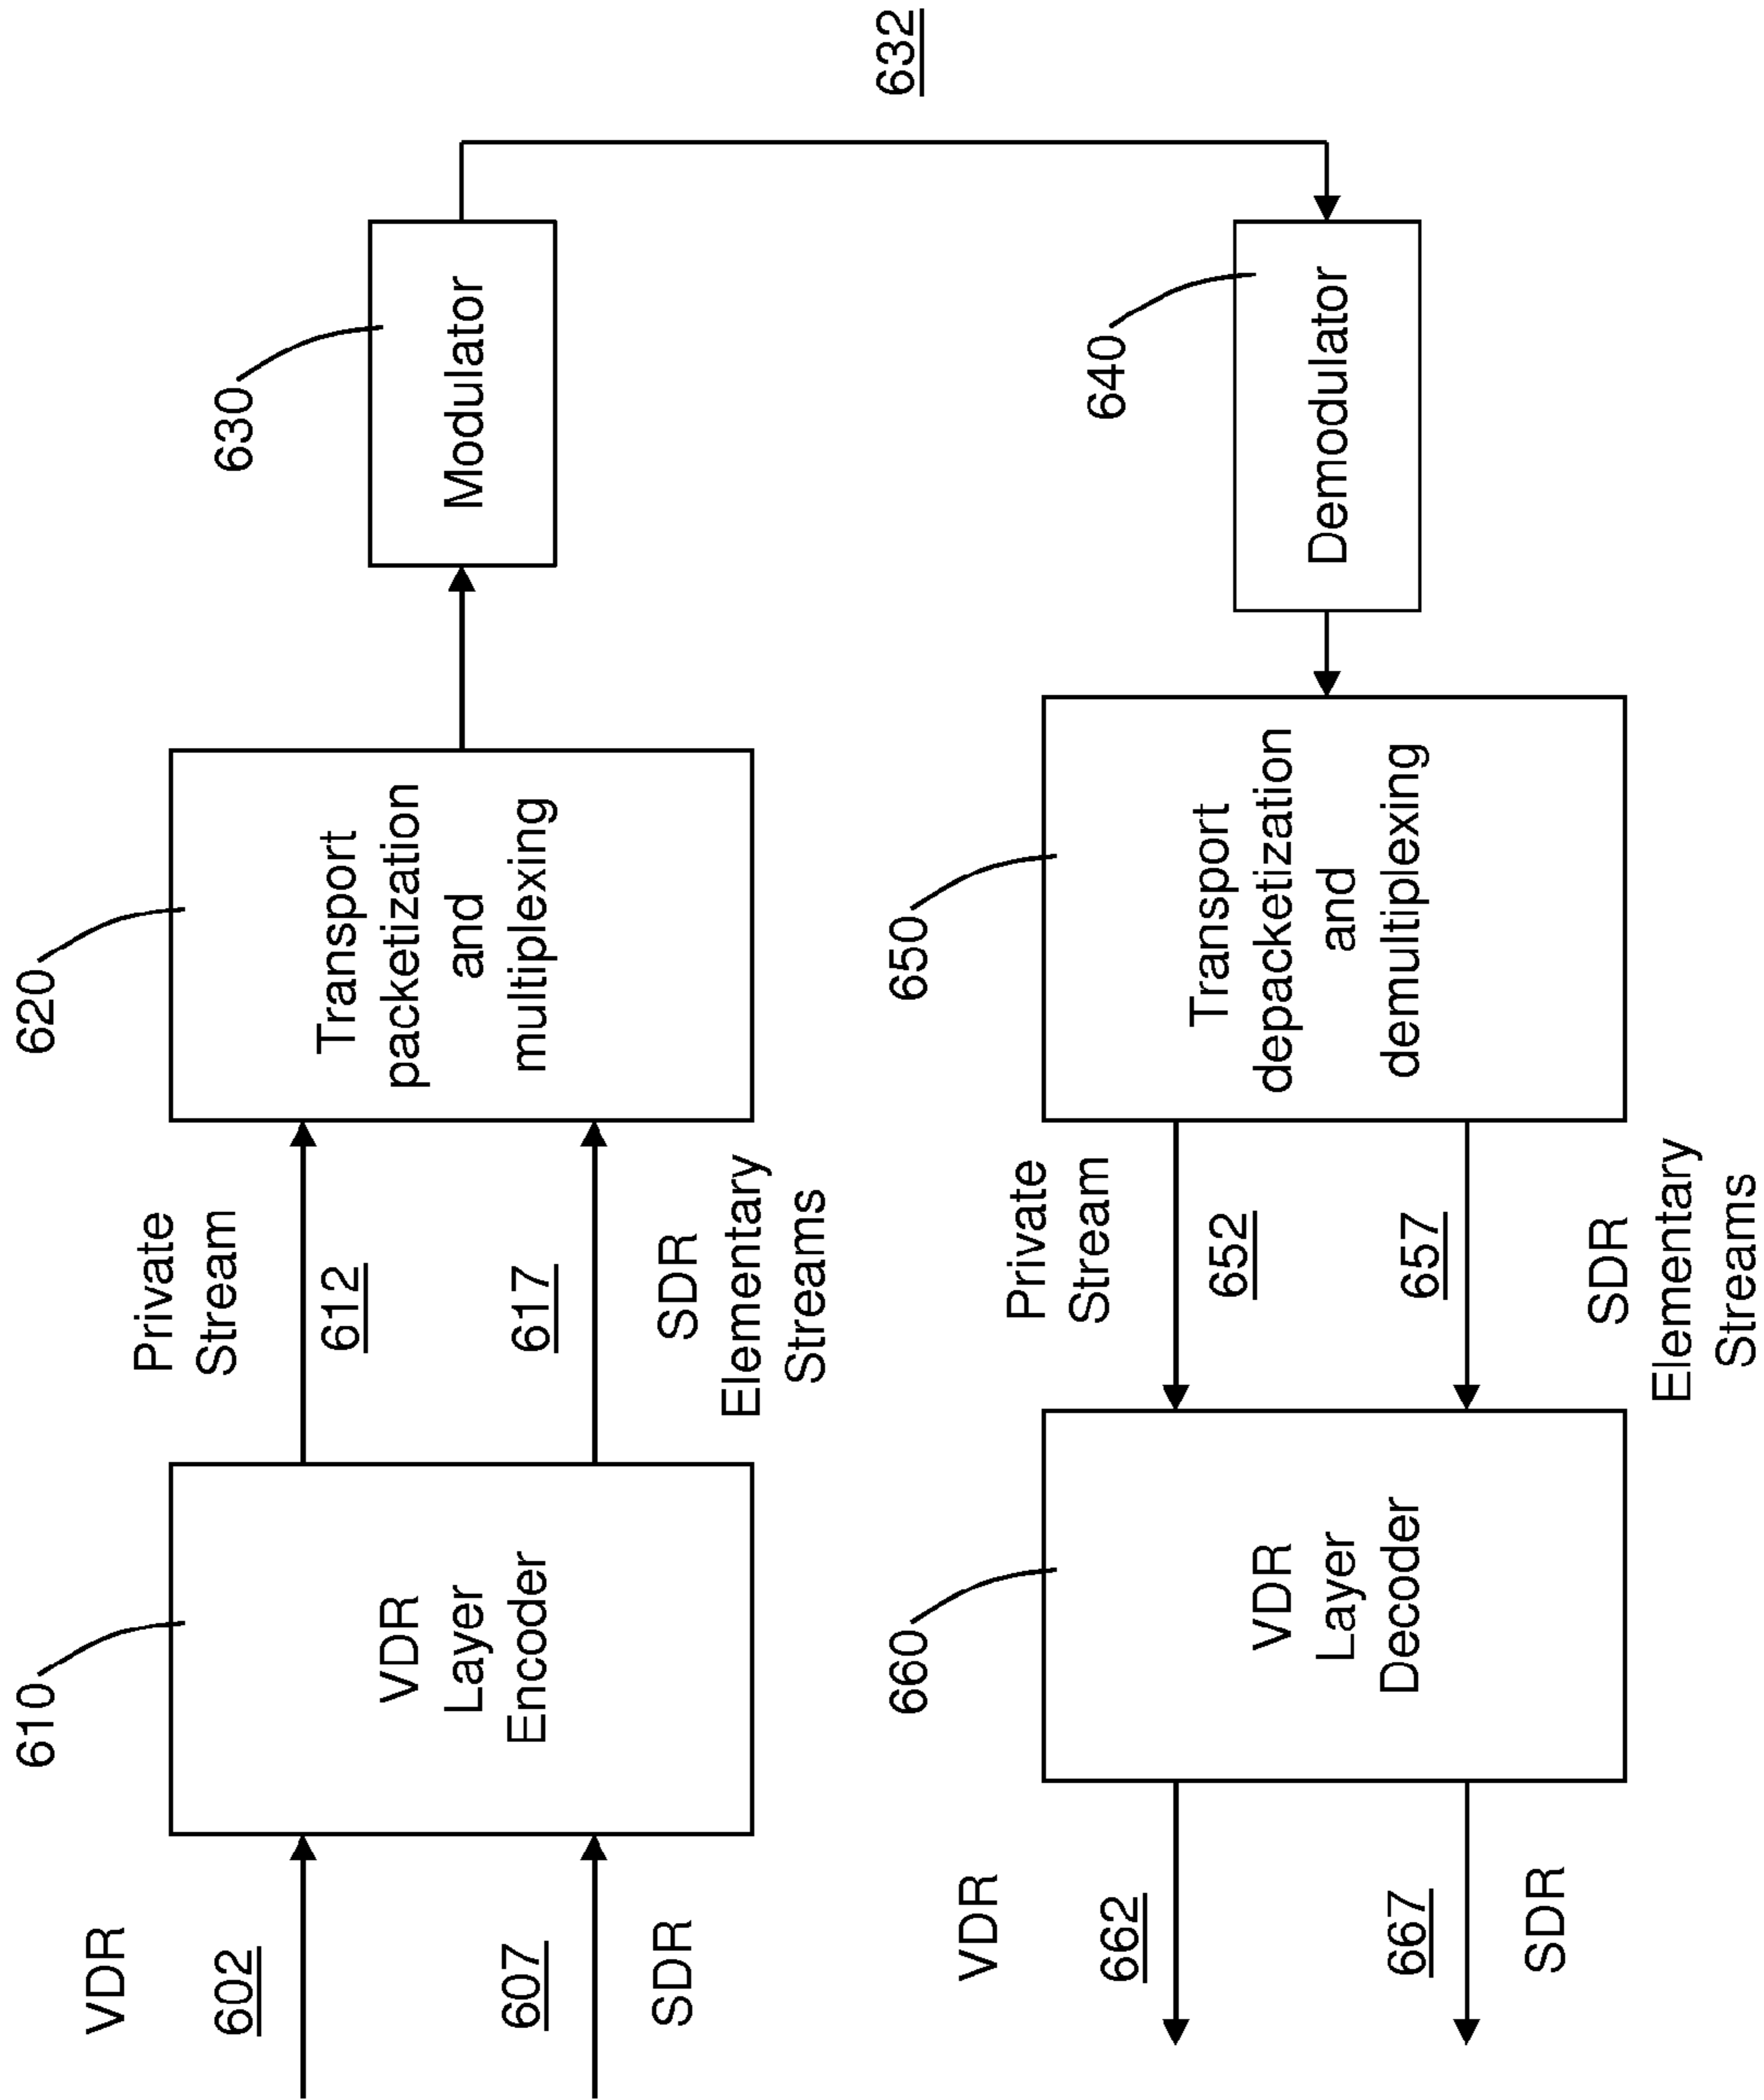 610
620
630
VDR
602
607
SDR
VDR
Layer
Encoder
Private
Stream
612
617
SDR
Elementary
Streams
Transport
packetization
and
multiplexing
Modulator
632
660
650
640
VDR
662
667
SDR
VDR
Layer
Decoder
Private
Stream
652
657
SDR
Elementary
Streams
Transport
depacketization
and
demultiplexing
Demodulator